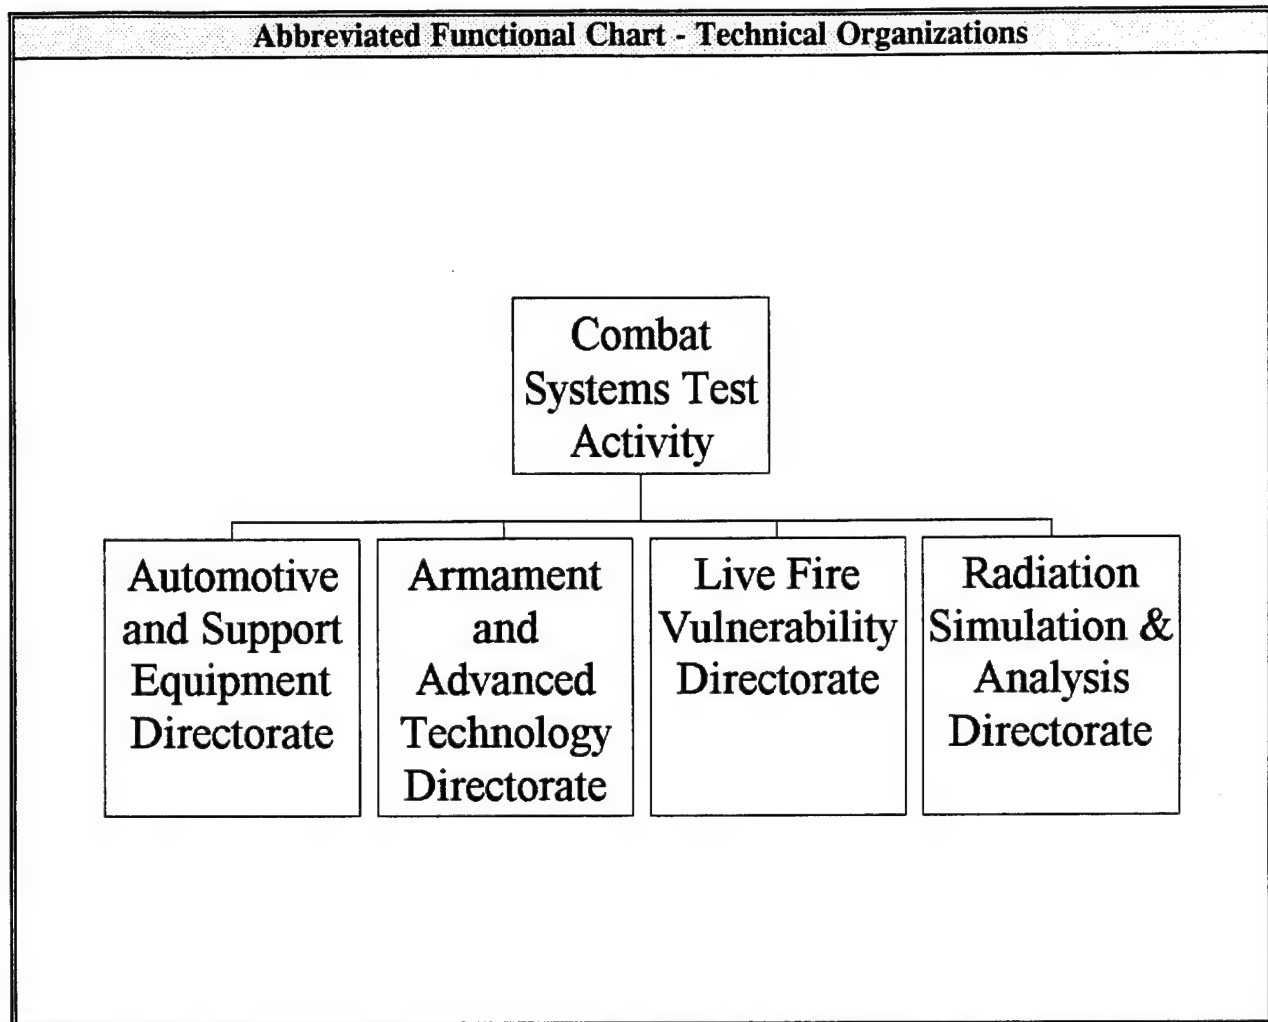 Abbreviated Functional Chart - Technical Organizations
Combat
Systems Test
Activity
Automotive
and Support
Equipment
Directorate
Armament
and
Advanced
Technology
Directorate
Live Fire
Vulnerability
Directorate
Radiation
Simulation &
Analysis
Directorate